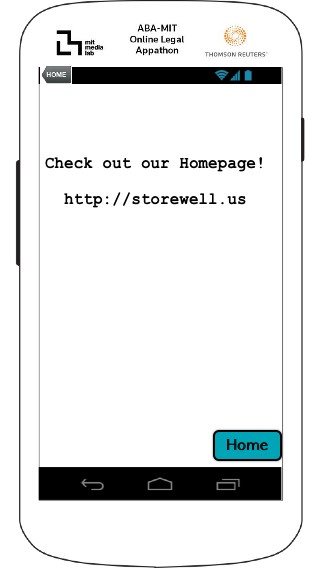 ABA-MIT
Online Legal
Appathon
mit
media
lab
THOMSON REUTERS
HOME
Check out our Homepage!
http://storewell.us
Home